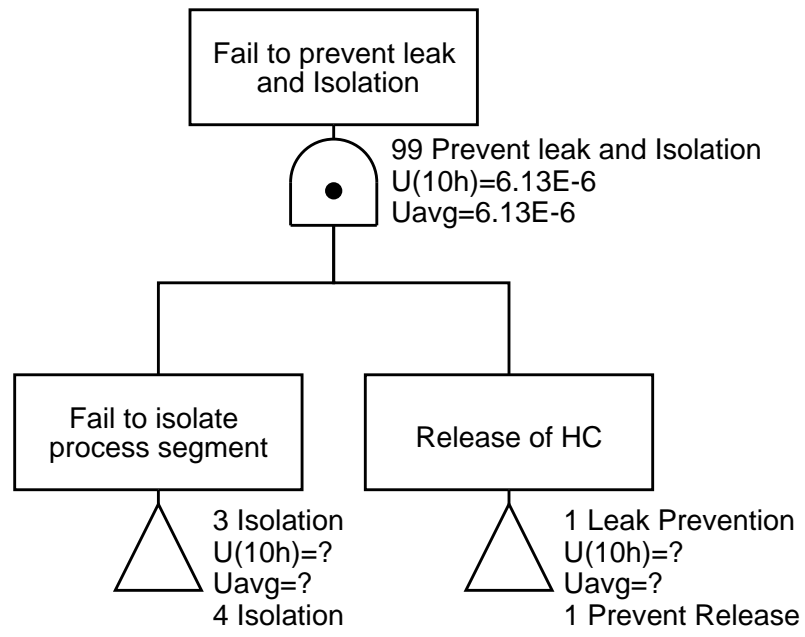 Fail to prevent leak
and Isolation
99 Prevent leak and Isolation
U(10h)=6.13E-6
Uavg=6.13E-6
Fail to isolate
process segment
Release of HC
3 Isolation
U(10h)=?
Uavg=?
4 Isolation
1 Leak Prevention
U(10h)=?
Uavg=?
1 Prevent Release